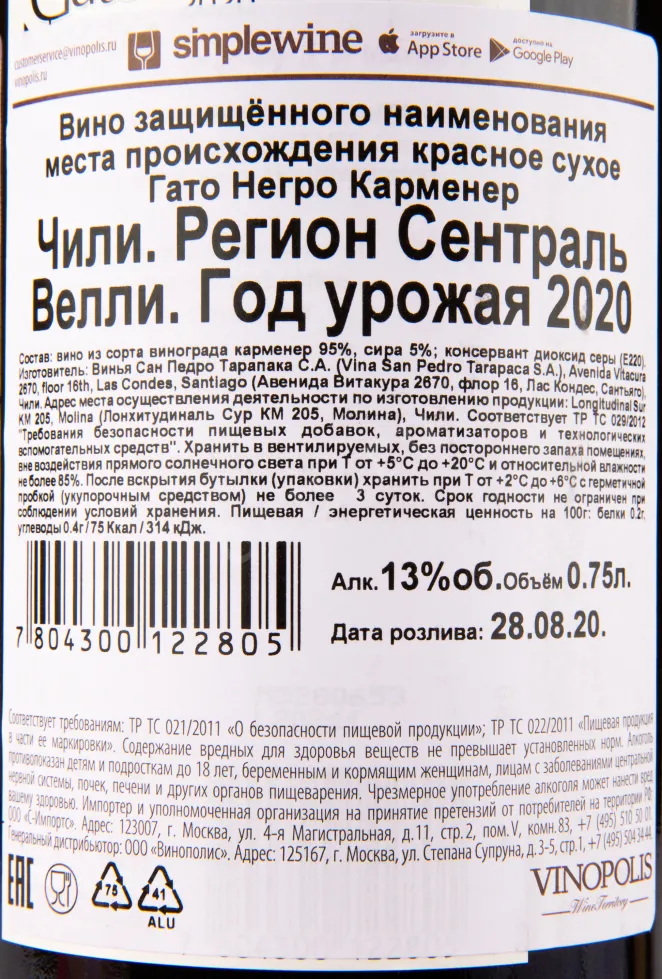 customerservice@vinopolis.ru
vinopolis.ru
simplewine
загрузите в
App Store
доступно на
Google Play
Вино защищённого наименования
места происхождения красное сухое
Гато Негро Карменер
Чили. Регион Сентраль
Велли. Год урожая 2020
Состав: вино из сорта винограда карменер 95%, сира 5%; консервант диоксид серы (E220).
Изготовитель: Винья Сан Педро Тарапака С.А. (Vina San Pedro Tarapaca S.A.), Avenida Vitacura
2670, floor 16th, Las Condes, Santiago (Авенида Витакура 2670, флор 16, Лас Кондес, Сантьяго),
Чили. Адрес места осуществления деятельности по изготовлению продукции: Longitudinal Sur
KM 205, Molina (Лонхитудиналь Сур КМ 205, Молина), Чили. Соответствует ТР ТС 029/2012
"Требования безопасности пищевых добавок, ароматизаторов и технологических
вспомогательных средств". Хранить в вентилируемых, без постороннего запаха помещениях,
вне воздействия прямого солнечного света при Т от +5°С до +20°С и относительной влажности
не более 85%. После вскрытия бутылки (упаковки) хранить при Т от +2°С до +6°С с герметичной
пробкой (укупорочным средством) не более 3 суток. Срок годности не ограничен при
соблюдении условий хранения. Пищевая / энергетическая ценность на 100г: белки 0.2г,
углеводы 0.4г/75 Ккал / 314 кДж.
Алк. 13%об. Объём 0.75л.
7 804300 122805
Дата розлива: 28.08.20.
Соответствует требованиям: ТР ТС 021/2011 «О безопасности пищевой продукции»; ТР ТС 022/2011 «Пищевая продукция
в части ее маркировки». Содержание вредных для здоровья веществ не превышает установленных норм. Алкоголь
противопоказан детям и подросткам до 18 лет, беременным и кормящим женщинам, лицам с заболеваниями центральной
нервной системы, почек, печени и других органов пищеварения. Чрезмерное употребление алкоголя может нанести вред
вашему здоровью. Импортер и уполномоченная организация на принятие претензий от потребителей на территории РФ:
ООО «С-Импортс». Адрес: 123007, г. Москва, ул. 4-я Магистральная, д.11, стр.2, пом.V, комн.83, +7 (495) 510 50 01.
Генеральный дистрибьютор: ООО «Винополис». Адрес: 125167, г. Москва, ул. Степана Супруна, д. 3-5, стр.1, +7 (495) 504 34 44.
EAC
75
41
ALU
VINOPOLIS
Wine Territory